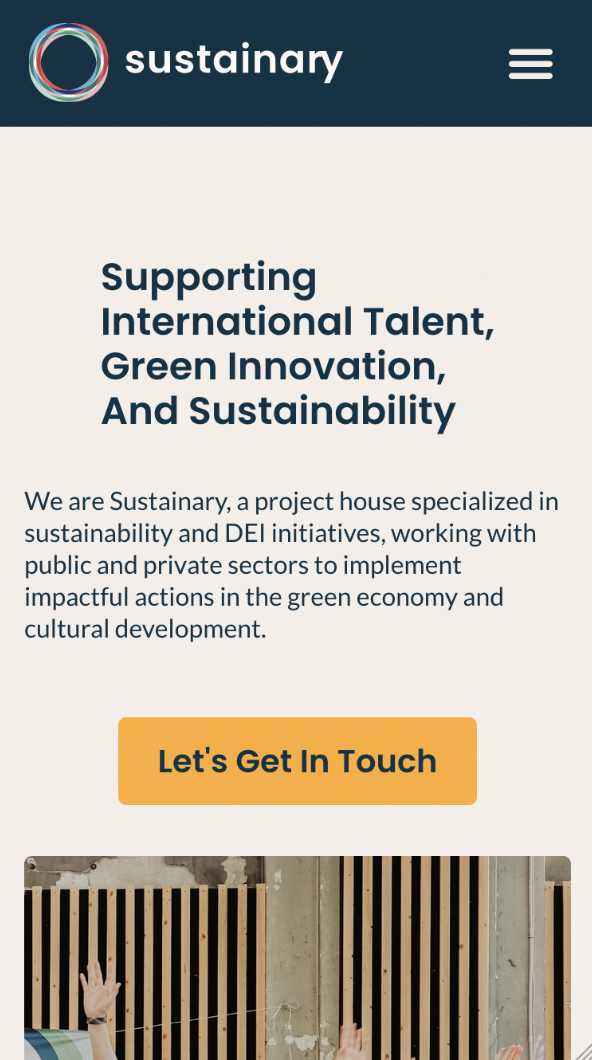 sustainary
Supporting
International Talent,
Green Innovation,
And Sustainability
We are Sustainary, a project house specialized in
sustainability and DEI initiatives, working with
public and private sectors to implement
impactful actions in the green economy and
cultural development.
Let's Get In Touch